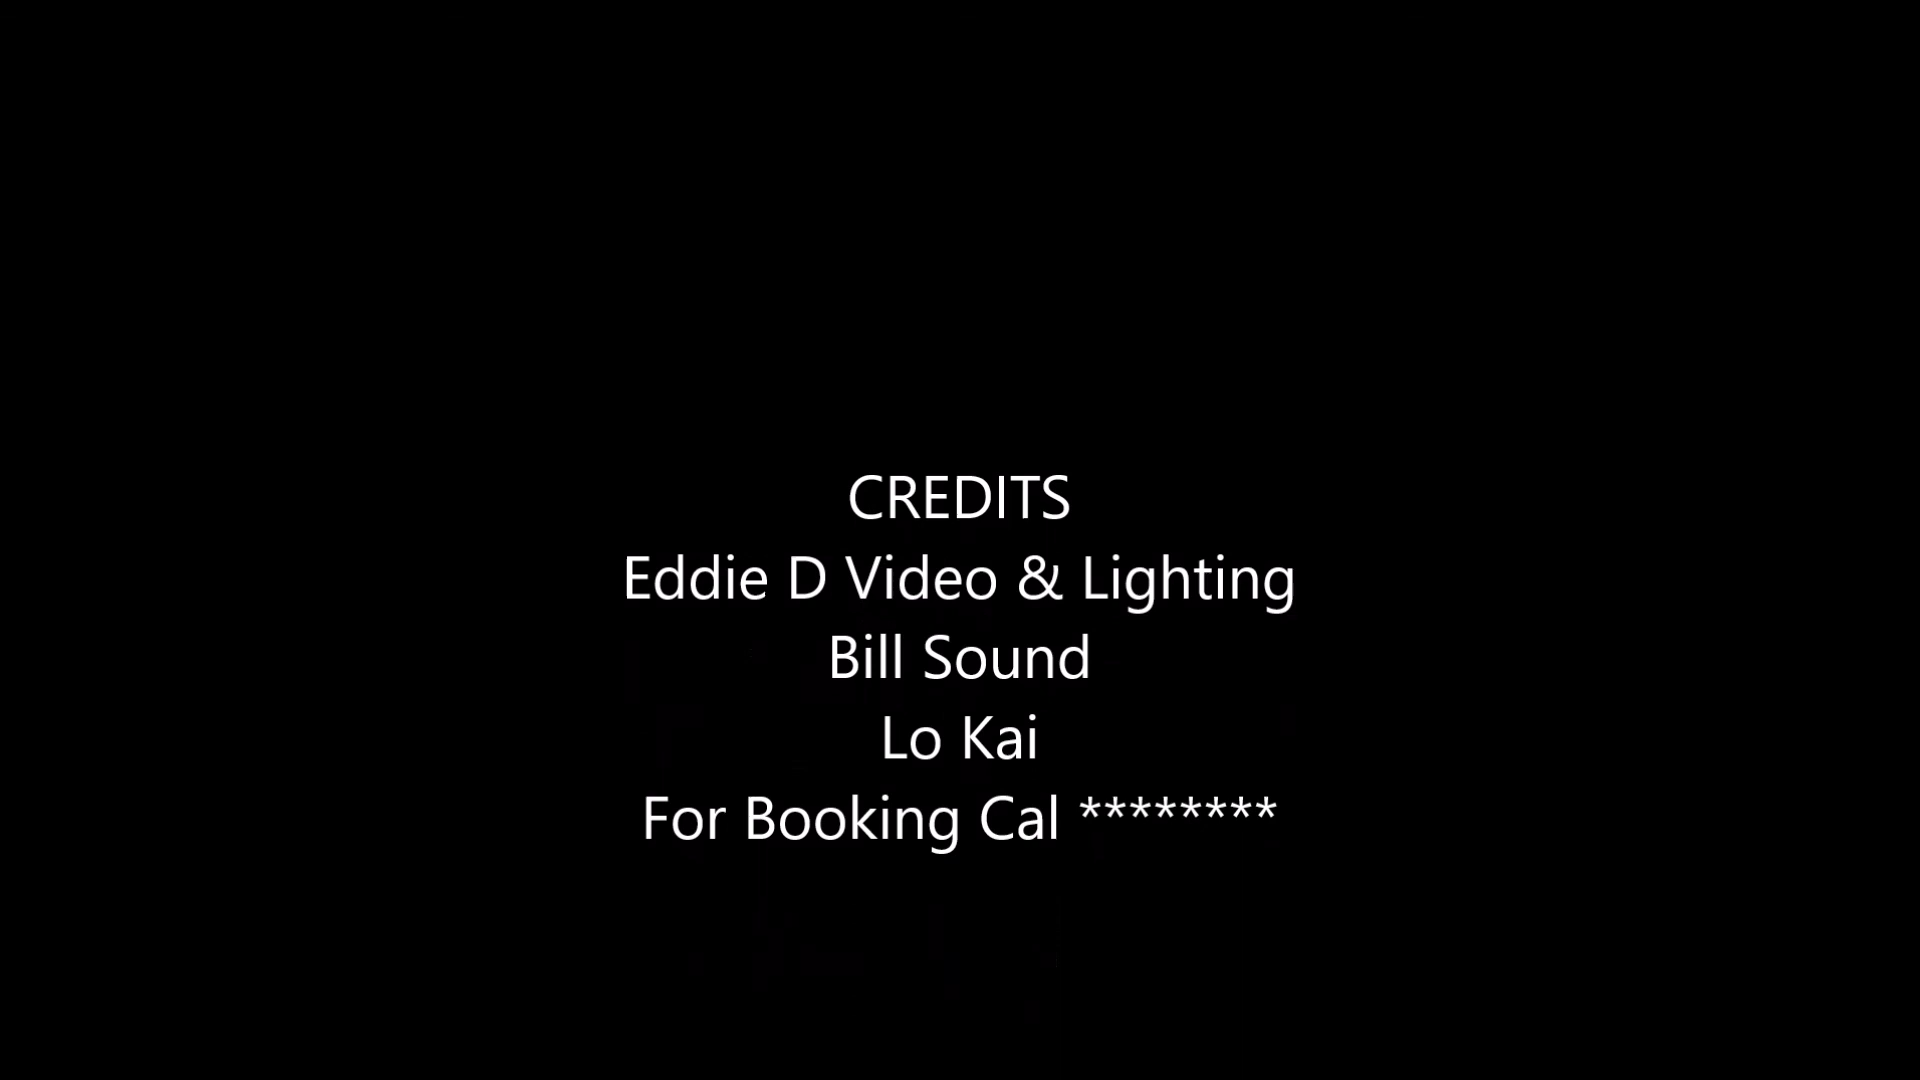 CREDITS
Eddie D Video & Lighting
Bill Sound
Lo Kai
For Booking Cal ********